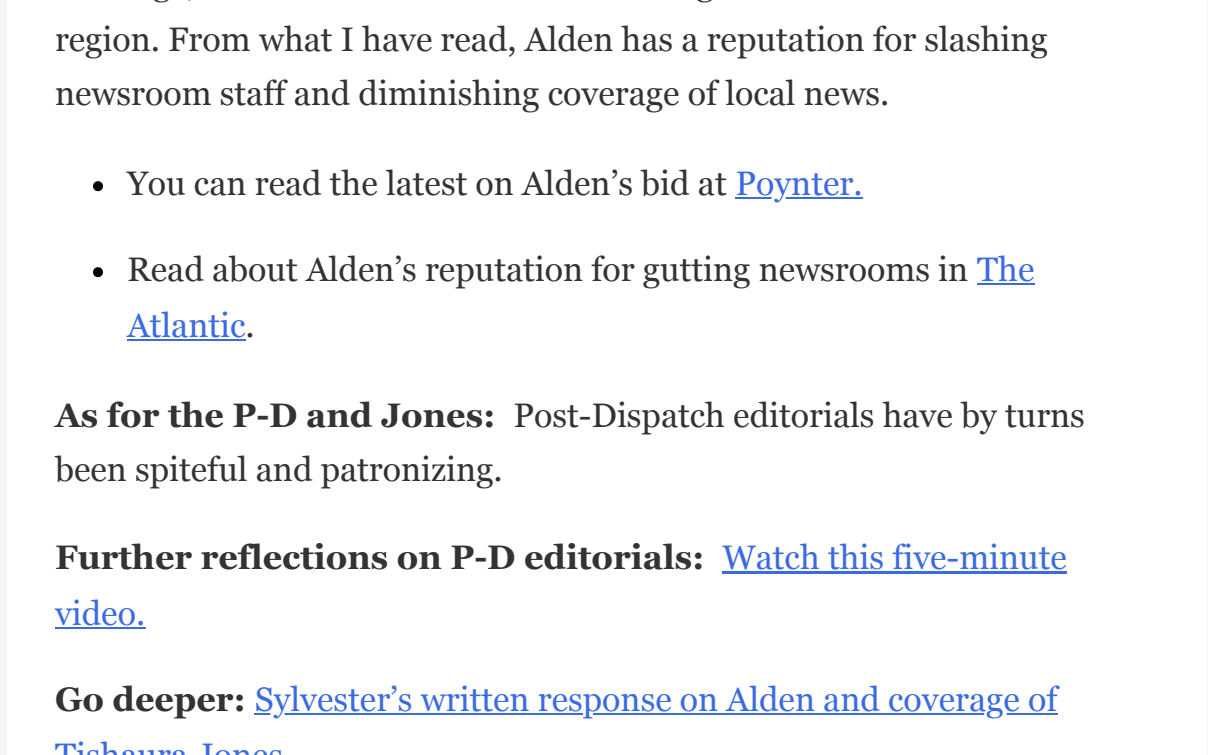 region. From what I have read, Alden has a reputation for slashing
newsroom staff and diminishing coverage of local news.
• You can read the latest on Alden’s bid at Poynter.
• Read about Alden’s reputation for gutting newsrooms in The
Atlantic.
As for the P-D and Jones: Post-Dispatch editorials have by turns
been spiteful and patronizing.
Further reflections on P-D editorials: Watch this five-minute
video.
Go deeper: Sylvester’s written response on Alden and coverage of
Tishaura Jones